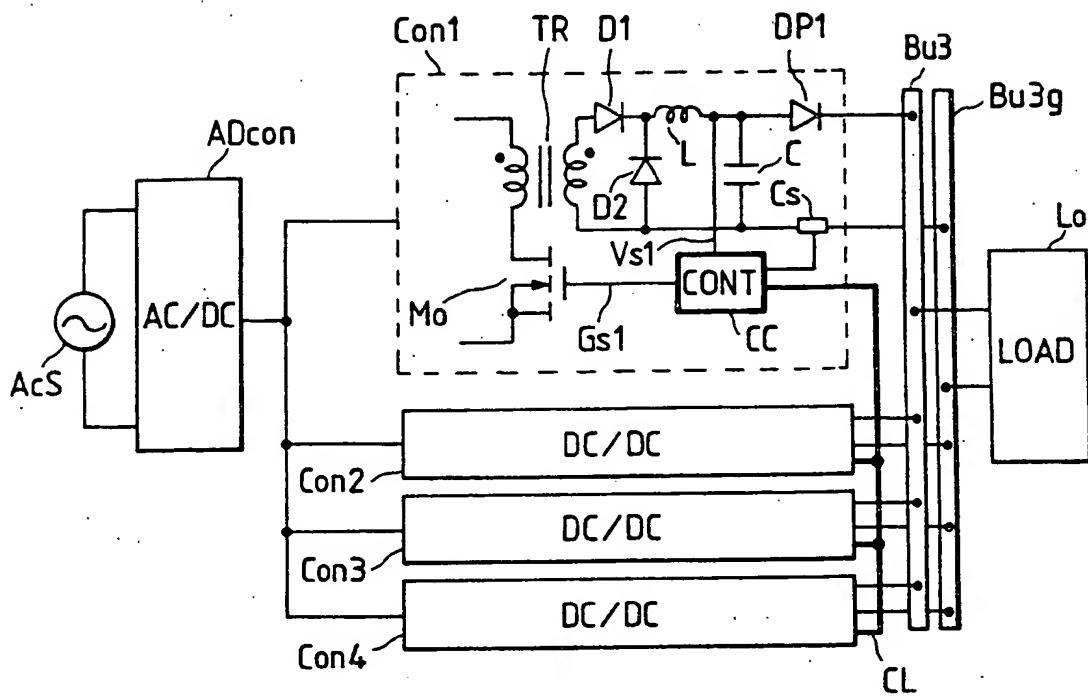 Con1 TR D1 DP1 Bu3
Bu3g
ADcon
L C
D2 Cs
Lo
Vs1
AC/DC
Mo CONT LOAD
Gs1 CC
AcS
DC/DC
Con2
DC/DC
Con3
DC/DC
Con4
CL